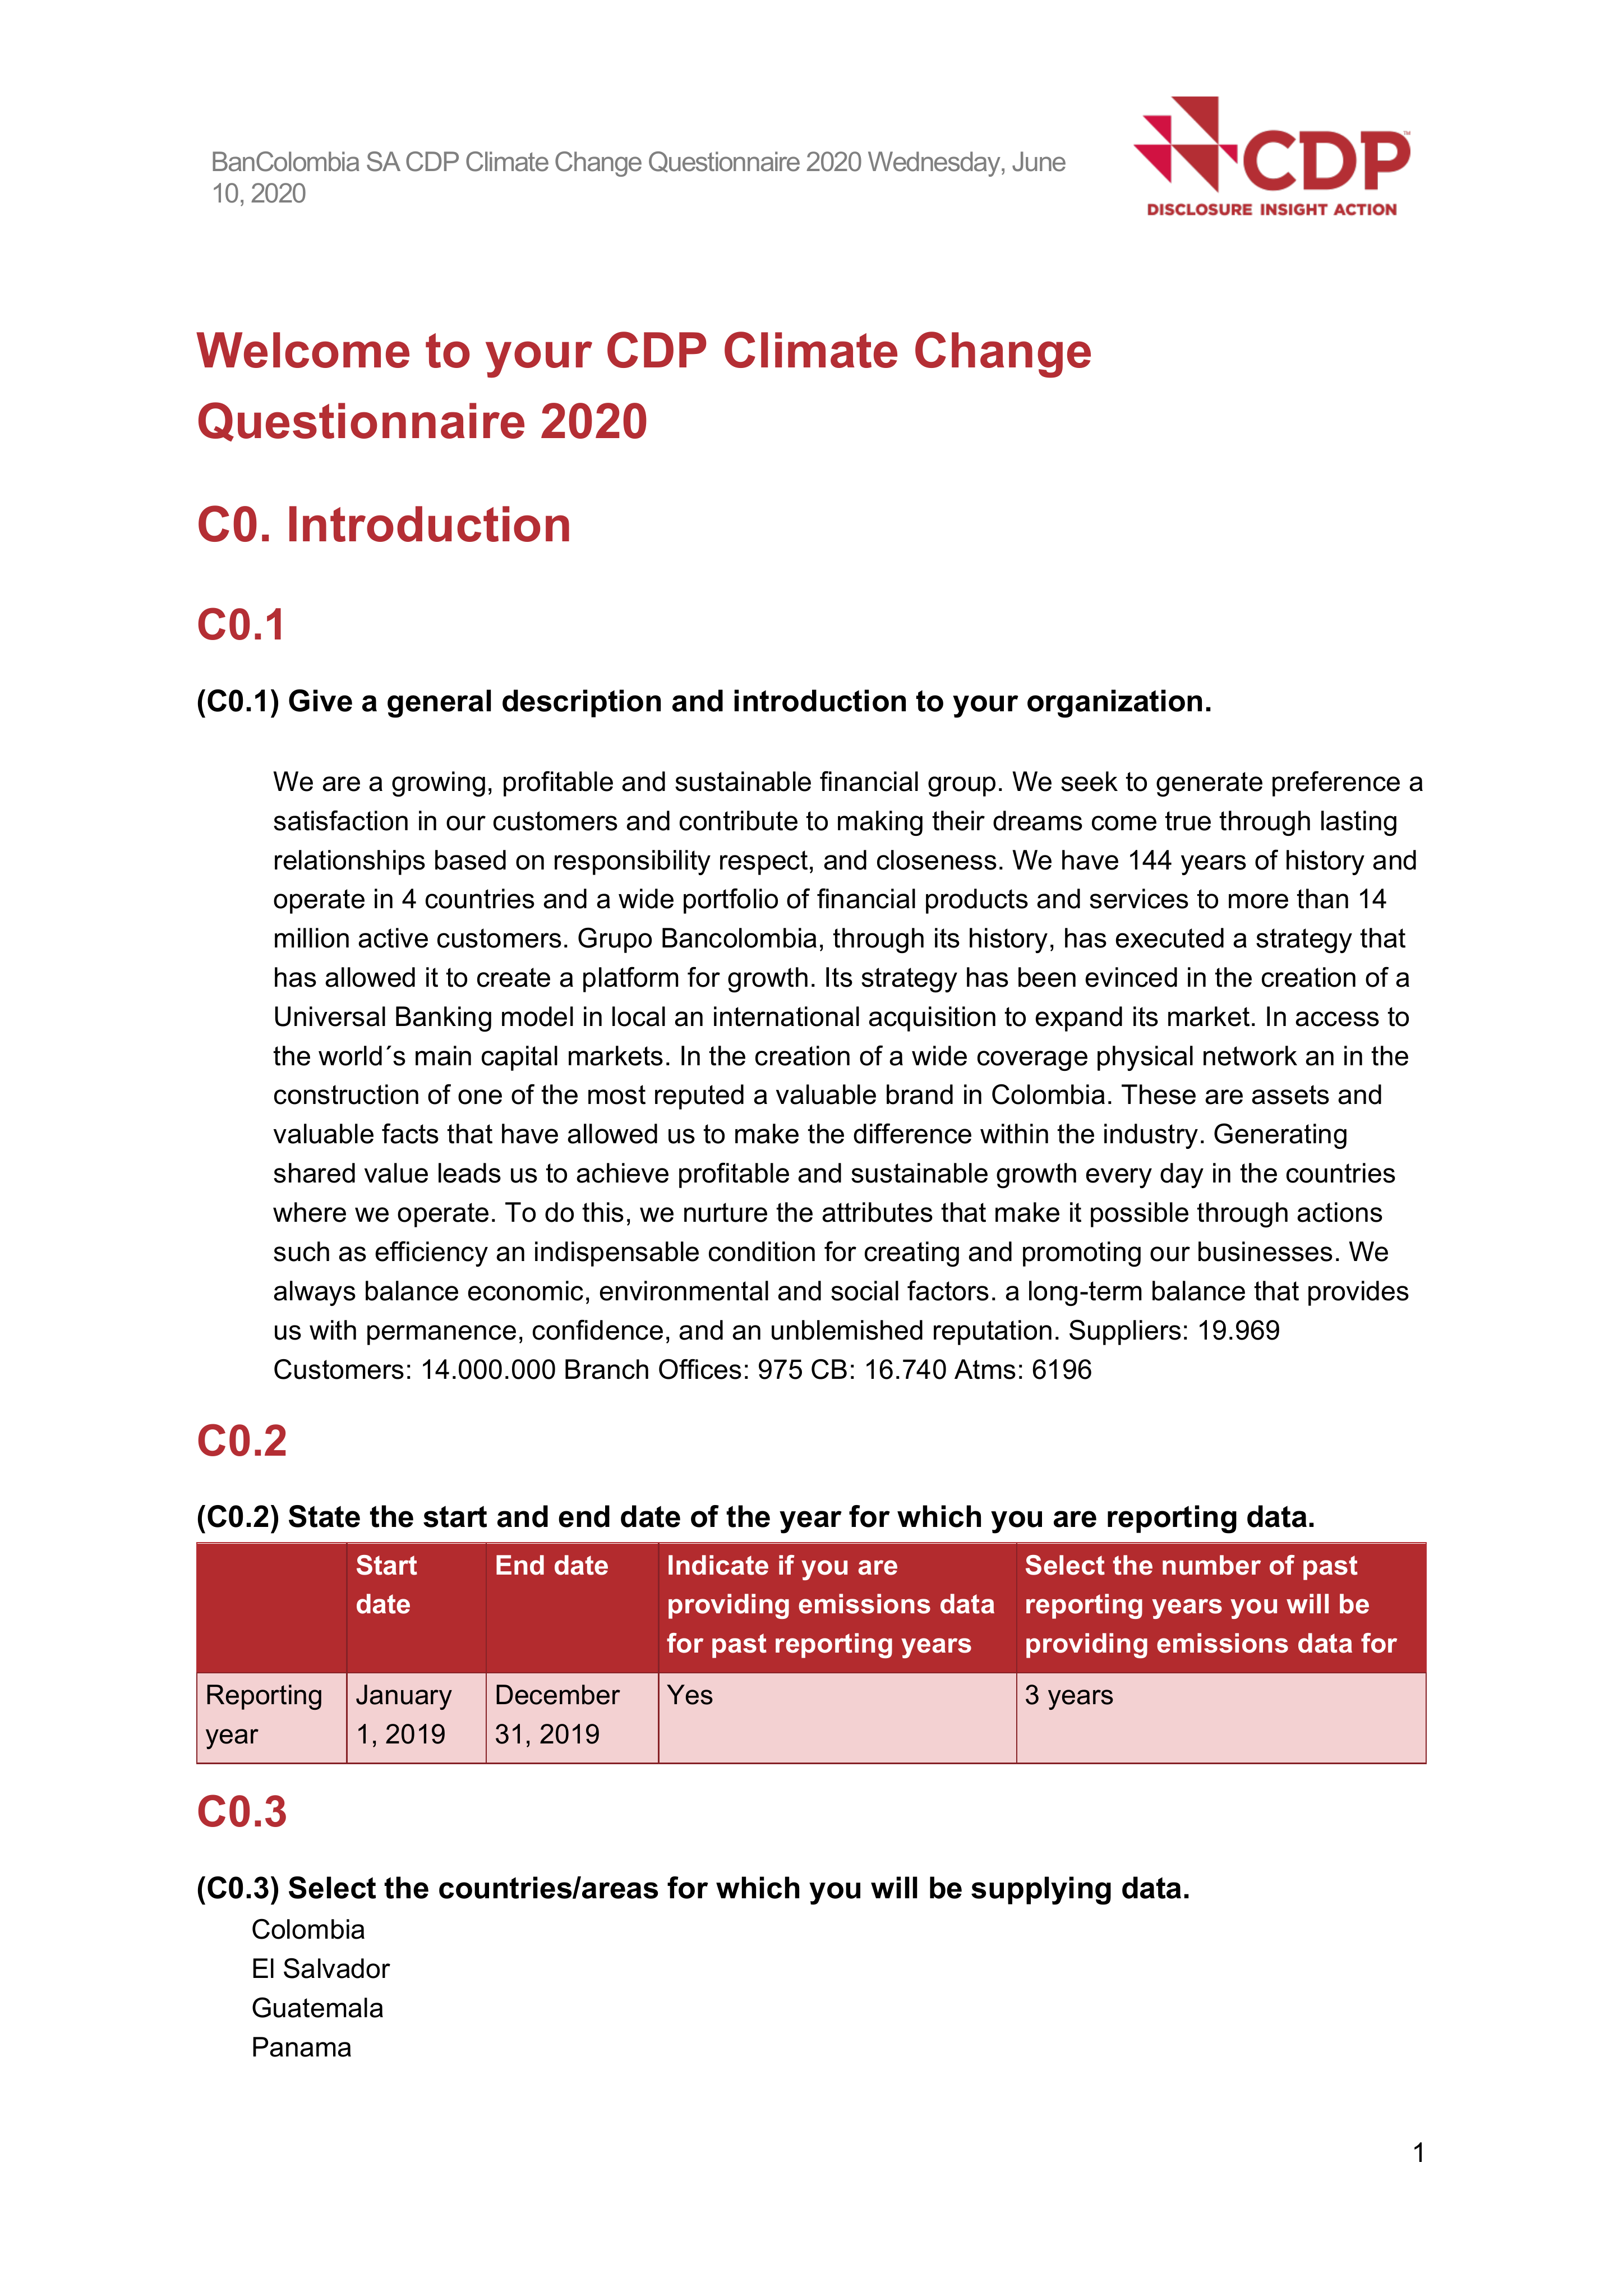 BanColombia SA CDP Climate Change Questionnaire 2020 Wednesday, June
10, 2020
CDP™
DISCLOSURE INSIGHT ACTION
Welcome to your CDP Climate Change
Questionnaire 2020
C0. Introduction
C0.1
(C0.1) Give a general description and introduction to your organization.
We are a growing, profitable and sustainable financial group. We seek to generate preference a
satisfaction in our customers and contribute to making their dreams come true through lasting
relationships based on responsibility respect, and closeness. We have 144 years of history and
operate in 4 countries and a wide portfolio of financial products and services to more than 14
million active customers. Grupo Bancolombia, through its history, has executed a strategy that
has allowed it to create a platform for growth. Its strategy has been evinced in the creation of a
Universal Banking model in local an international acquisition to expand its market. In access to
the world´s main capital markets. In the creation of a wide coverage physical network an in the
construction of one of the most reputed a valuable brand in Colombia. These are assets and
valuable facts that have allowed us to make the difference within the industry. Generating
shared value leads us to achieve profitable and sustainable growth every day in the countries
where we operate. To do this, we nurture the attributes that make it possible through actions
such as efficiency an indispensable condition for creating and promoting our businesses. We
always balance economic, environmental and social factors. a long-term balance that provides
us with permanence, confidence, and an unblemished reputation. Suppliers: 19.969
Customers: 14.000.000 Branch Offices: 975 CB: 16.740 Atms: 6196
C0.2
(C0.2) State the start and end date of the year for which you are reporting data.
Start
date
End date
Indicate if you are
providing emissions data
for past reporting years
Select the number of past
reporting years you will be
providing emissions data for
Reporting
year
January
1, 2019
December
31, 2019
Yes
3 years
C0.3
(C0.3) Select the countries/areas for which you will be supplying data.
Colombia
El Salvador
Guatemala
Panama
1